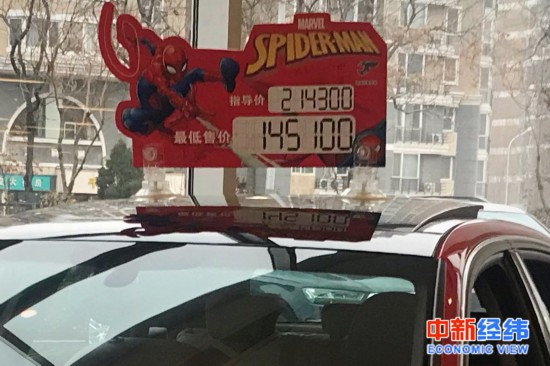 MARVEL
SPIDER-MAN
指导价 214300
最低售价 145100
中新经纬
ECONOMIC VIEW